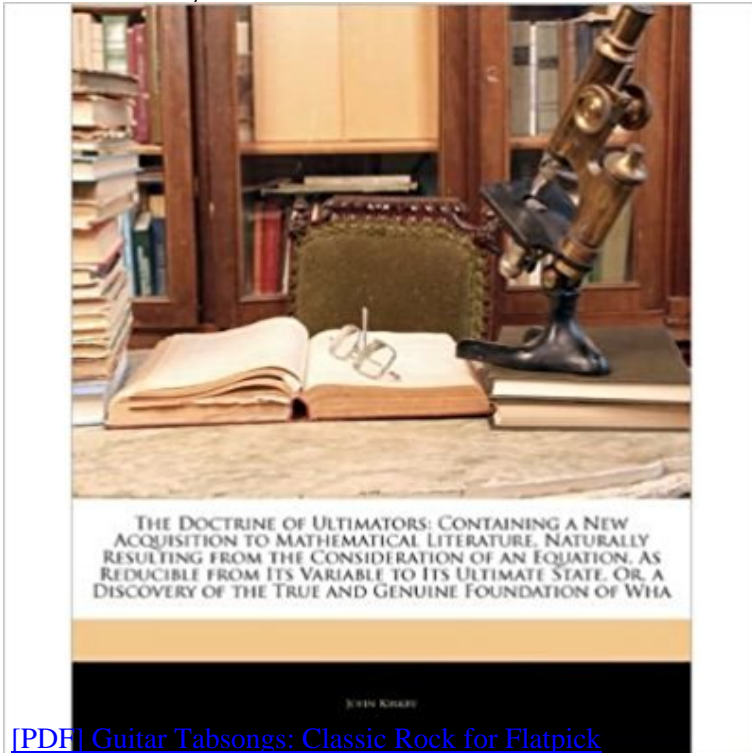 THE DOCTRINE OF ULTIMATORS: CONTAINING A NEW
ACQUISITION TO MATHEMATICAL LITERATURE, NATURALLY
RESULTING FROM THE CONSIDERATION OF AN EQUATION, AS
REDUCIBLE FROM ITS VARIABLE TO ITS ULTIMATE STATE, OR, A
DISCOVERY OF THE TRUE AND GENUINE FOUNDATION OF WHA
JOHN KIRKBY
[PDF] Guitar Tabsongs: Classic Rock for Flatpick